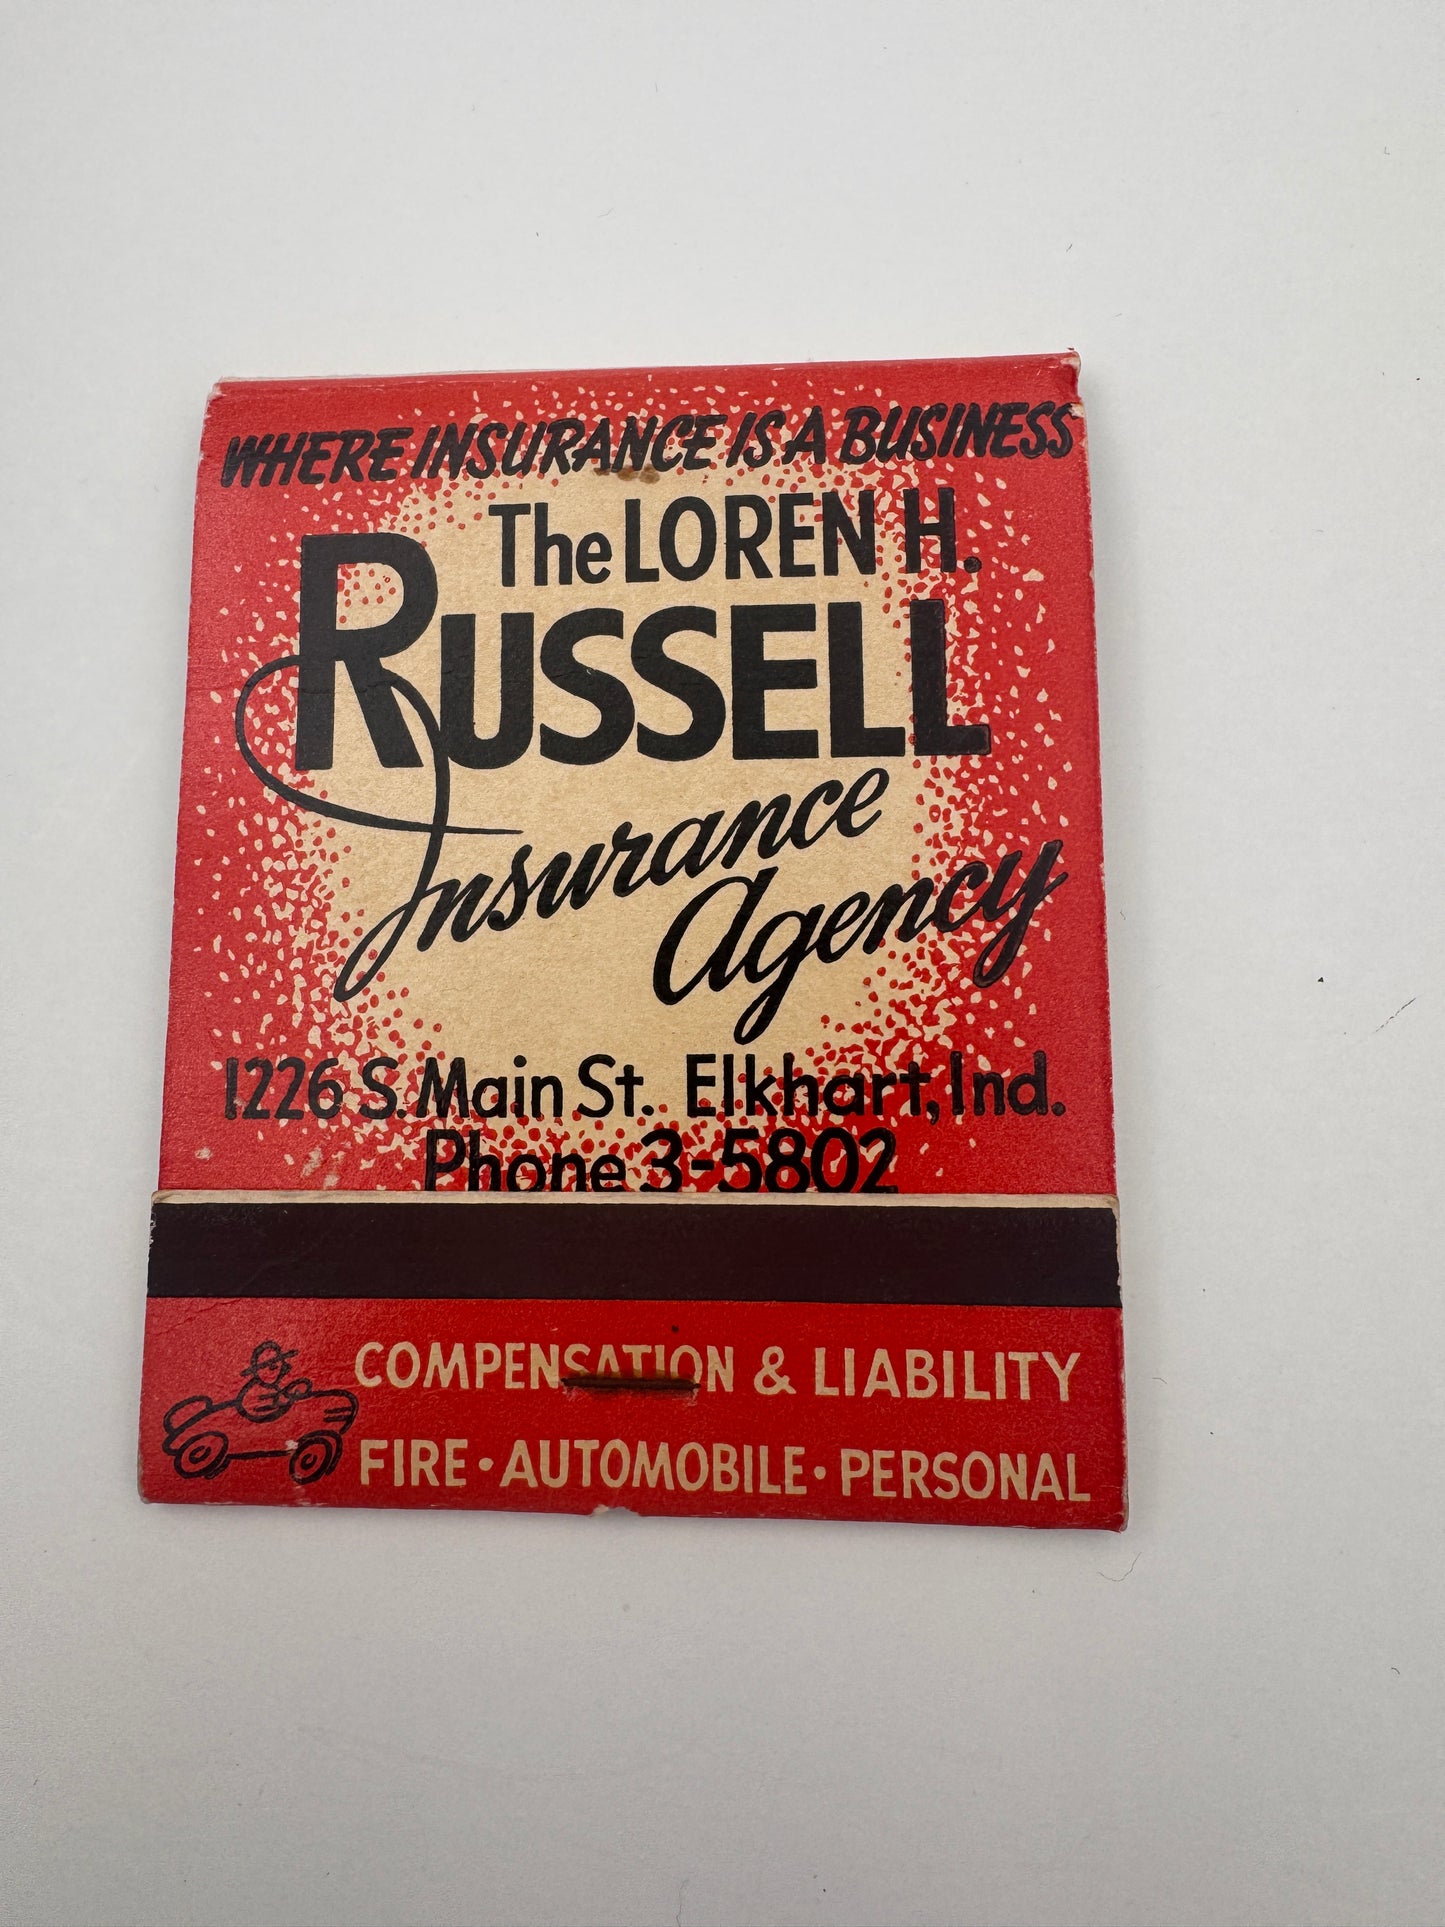 WHERE INSURANCE IS A BUSINESS
The LOREN H.
RUSSELL
Insurance
Agency
1226 S. Main St. Elkhart, Ind.
Phone 3-5802
COMPENSATION & LIABILITY
FIRE • AUTOMOBILE • PERSONAL